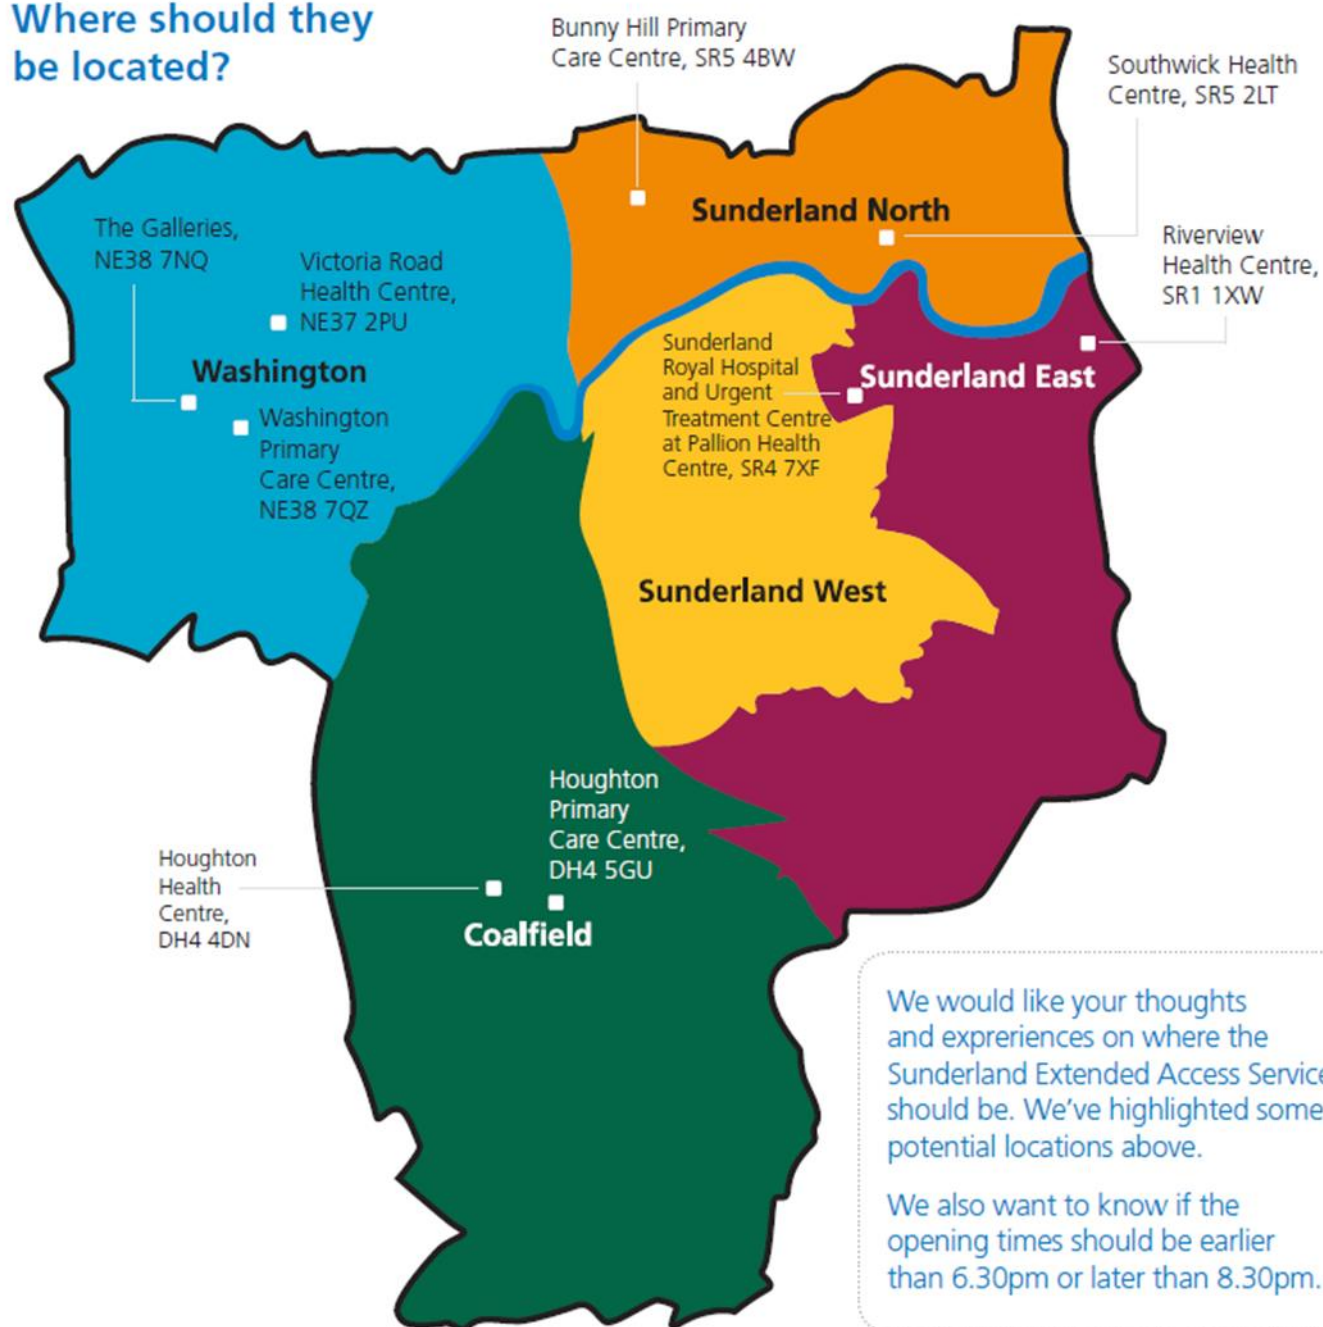 Where should they
be located?
Bunny Hill Primary
Care Centre, SR5 4BW
Southwick Health
Centre, SR5 2LT
The Galleries,
NE38 7NQ
Victoria Road
Health Centre,
NE37 2PU
Sunderland North
Riverview
Health Centre,
SR1 1XW
Washington
Washington
Primary
Care Centre,
NE38 7QZ
Sunderland
Royal Hospital
and Urgent
Treatment Centre
at Pallion Health
Centre, SR4 7XF
Sunderland East
Sunderland West
Houghton
Primary
Care Centre,
DH4 5GU
Houghton
Health
Centre,
DH4 4DN
Coalfield
We would like your thoughts
and expreriences on where the
Sunderland Extended Access Service
should be. We've highlighted some
potential locations above.
We also want to know if the
opening times should be earlier
than 6.30pm or later than 8.30pm.